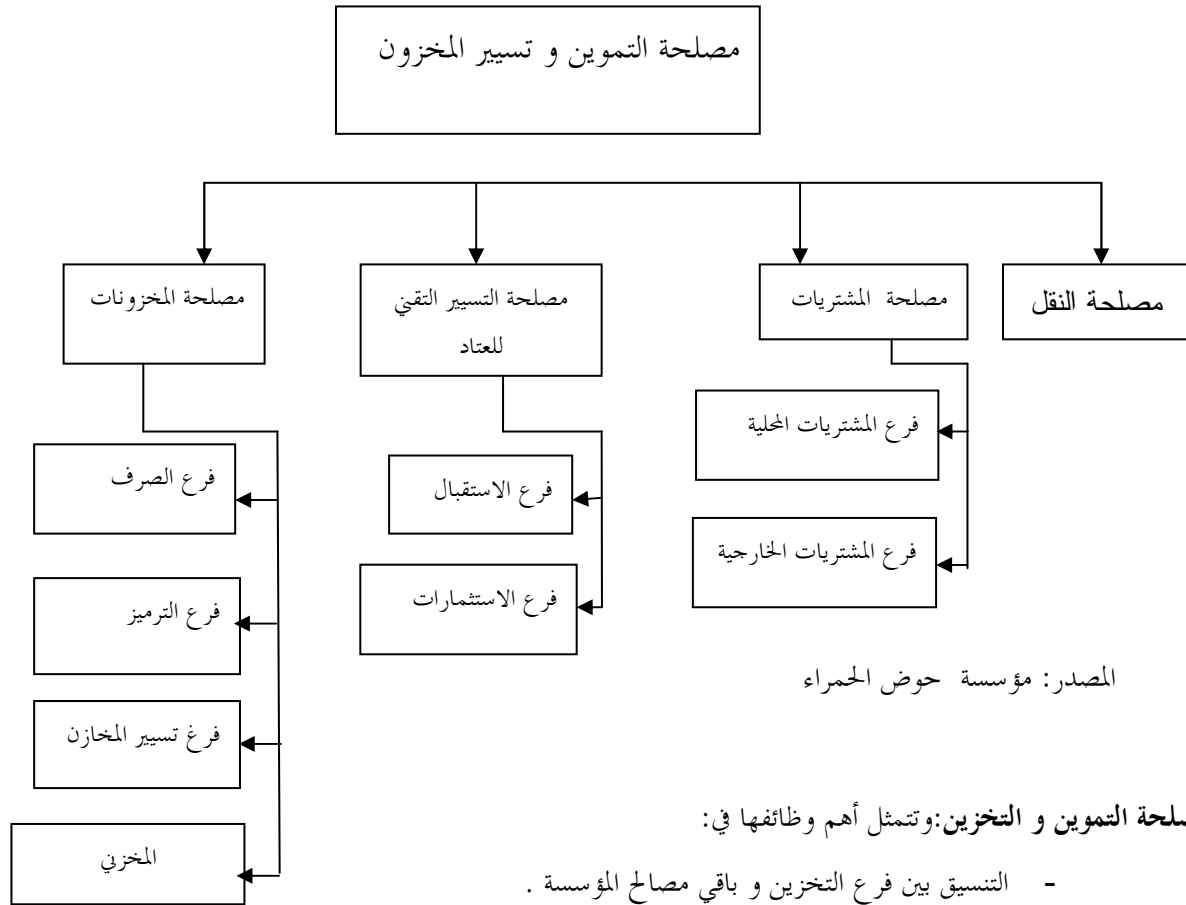 مصلحة التموين و تسيير المخزون
مصلحة النقل
مصلحة المشتريات
مصلحة التسيير التقني
للعتاد
مصلحة المخزونات
فرع المشتريات المحلية
فرع المشتريات الخارجية
فرع الاستقبال
فرع الاستثمارات
فرع الصرف
فرع الترميز
فرغ تسيير المخازن
المخزني
المصدر: مؤسسة حوض الحمراء
التموين و التخزين:وتتمثل أهم وظائفها في:
- التنسيق بين فرع التخزين و باقي مصالح المؤسسة .